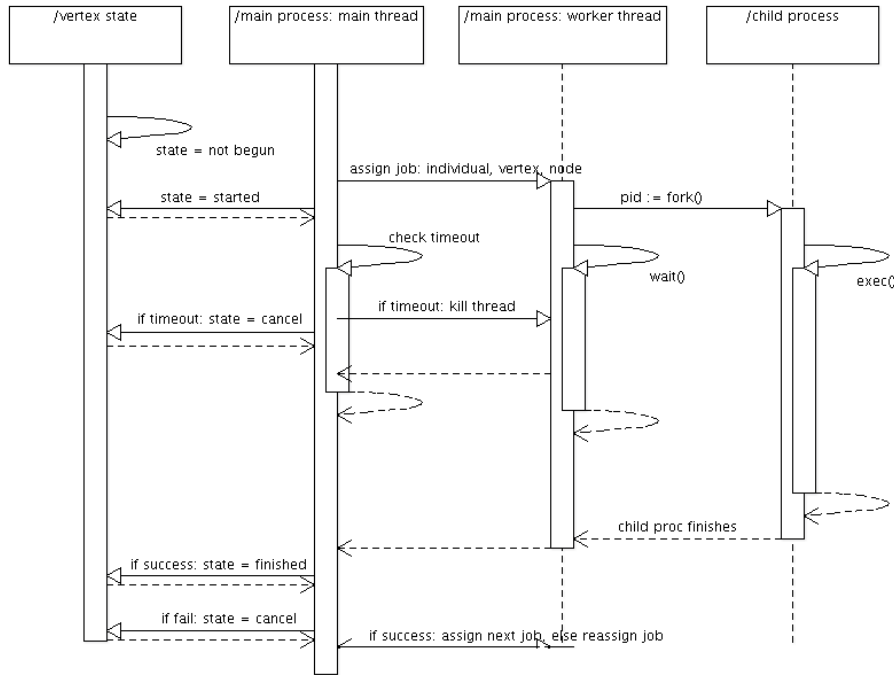 /vertex state
/main process: main thread
/main process: worker thread
/child process
state = not begun
assign job: individual, vertex, node
state = started
pid := fork()
check timeout
wait()
exec()
if timeout: kill thread
if timeout: state = cancel
child proc finishes
if success: state = finished
if fail: state = cancel
if success: assign next job, else reassign job